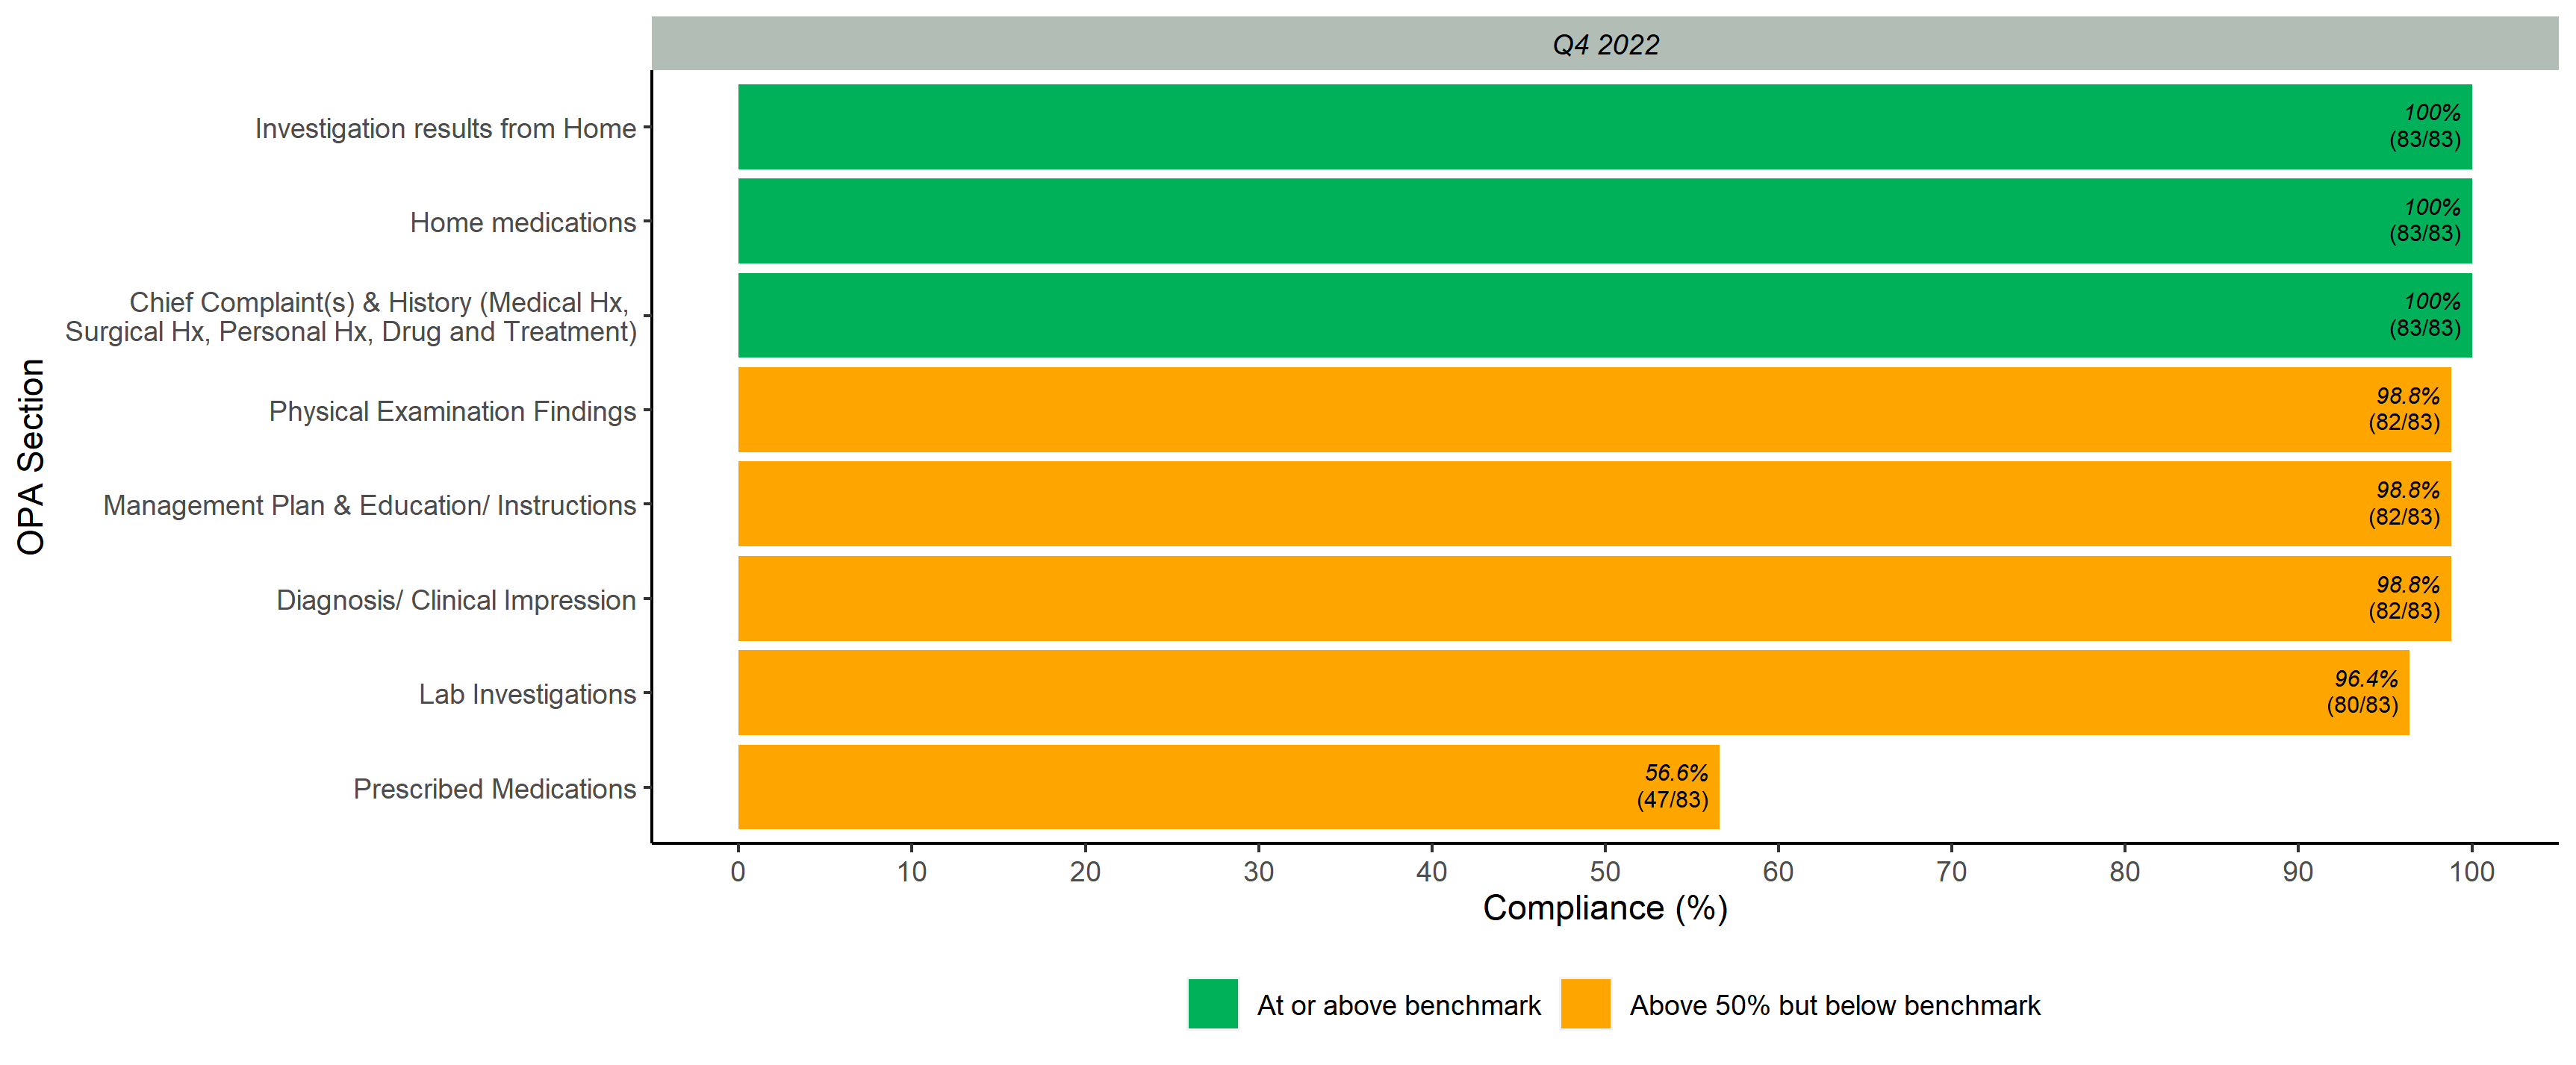 Q4 2022
Investigation results from Home
100%
(83/83)
Home medications
100%
(83/83)
Chief Complaint(s) & History (Medical Hx,
Surgical Hx, Personal Hx, Drug and Treatment)
100%
(83/83)
Physical Examination Findings
98.8%
(82/83)
Management Plan & Education/ Instructions
98.8%
(82/83)
Diagnosis/ Clinical Impression
98.8%
(82/83)
Lab Investigations
96.4%
(80/83)
Prescribed Medications
56.6%
(47/83)
OPA Section
0 10 20 30 40 50 60 70 80 90 100
Compliance (%)
At or above benchmark Above 50% but below benchmark